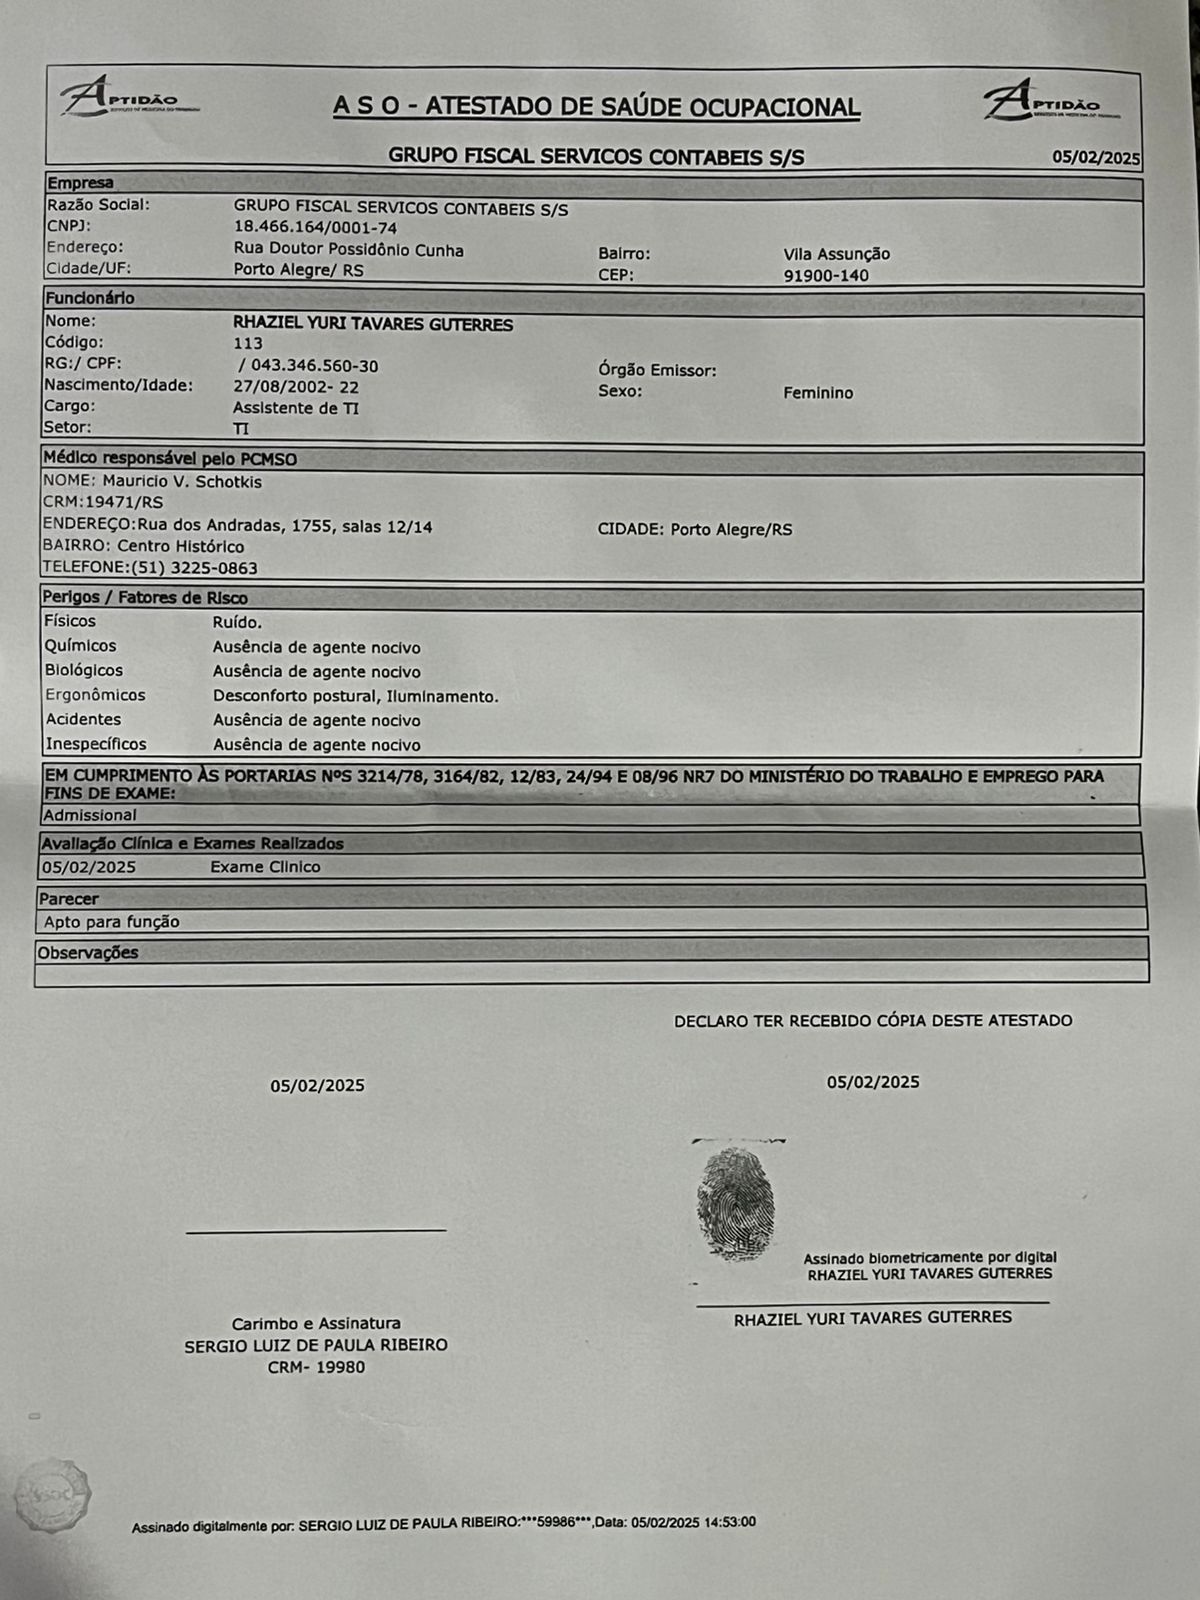 APTIDÃO
A S O - ATESTADO DE SAÚDE OCUPACIONAL
APTIDÃO
GRUPO FISCAL SERVICOS CONTABEIS S/S 05/02/2025
Empresa
Razão Social: GRUPO FISCAL SERVICOS CONTABEIS S/S
CNPJ: 18.466.164/0001-74
Endereço: Rua Doutor Possidônio Cunha Bairro: Vila Assunção
Cidade/UF: Porto Alegre/ RS CEP: 91900-140
Funcionário
Nome: RHAZIEL YURI TAVARES GUTERRES
Código: 113
RG:/ CPF: / 043.346.560-30 Órgão Emissor:
Nascimento/Idade: 27/08/2002- 22 Sexo: Feminino
Cargo: Assistente de TI
Setor: TI
Médico responsável pelo PCMSO
NOME: Mauricio V. Schotkis
CRM:19471/RS
ENDEREÇO:Rua dos Andradas, 1755, salas 12/14 CIDADE: Porto Alegre/RS
BAIRRO: Centro Histórico
TELEFONE:(51) 3225-0863
Perigos / Fatores de Risco
Físicos Ruído.
Químicos Ausência de agente nocivo
Biológicos Ausência de agente nocivo
Ergonômicos Desconforto postural, Iluminamento.
Acidentes Ausência de agente nocivo
Inespecíficos Ausência de agente nocivo
EM CUMPRIMENTO ÀS PORTARIAS NºS 3214/78, 3164/82, 12/83, 24/94 E 08/96 NR7 DO MINISTÉRIO DO TRABALHO E EMPREGO PARA
FINS DE EXAME:
Admissional
Avaliação Clínica e Exames Realizados
05/02/2025 Exame Clinico
Parecer
Apto para função
Observações
DECLARO TER RECEBIDO CÓPIA DESTE ATESTADO
05/02/2025 05/02/2025
Assinado biometricamente por digital
RHAZIEL YURI TAVARES GUTERRES
RHAZIEL YURI TAVARES GUTERRES
Carimbo e Assinatura
SERGIO LUIZ DE PAULA RIBEIRO
CRM- 19980
Assinado digitalmente por: SERGIO LUIZ DE PAULA RIBEIRO:***59986***,Data: 05/02/2025 14:53:00